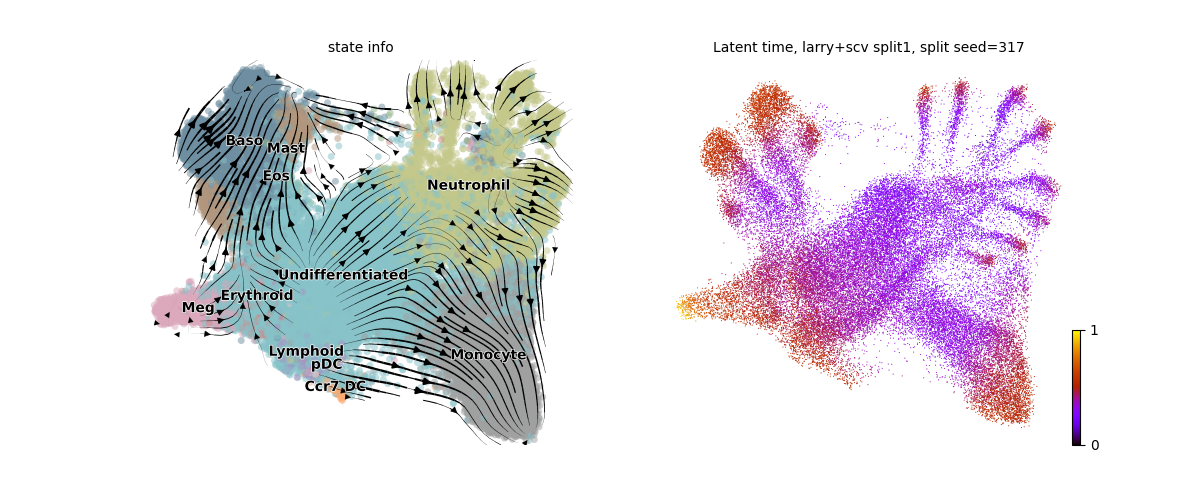 state info
Latent time, larry+scv split1, split seed=317
Baso
Mast
Eos
Neutrophil
Undifferentiated
Erythroid
Meg
Lymphoid
pDC
Monocyte
Ccr7 DC
1
0